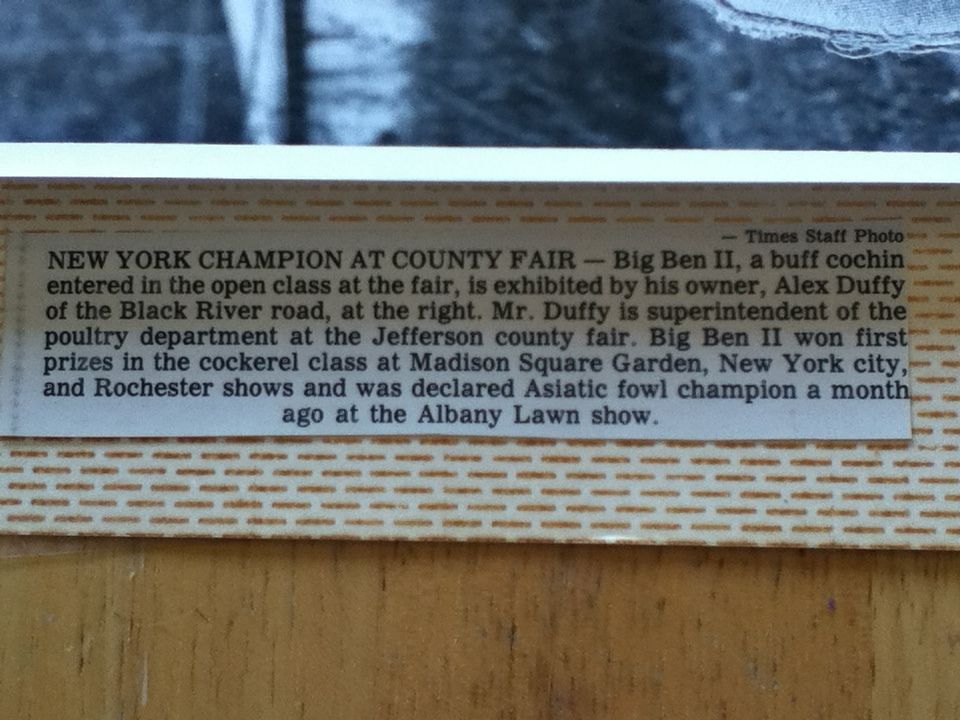 — Times Staff Photo
NEW YORK CHAMPION AT COUNTY FAIR — Big Ben II, a buff cochin
entered in the open class at the fair, is exhibited by his owner, Alex Duffy
of the Black River road, at the right. Mr. Duffy is superintendent of the
poultry department at the Jefferson county fair. Big Ben II won first
prizes in the cockerel class at Madison Square Garden, New York city,
and Rochester shows and was declared Asiatic fowl champion a month
ago at the Albany Lawn show.